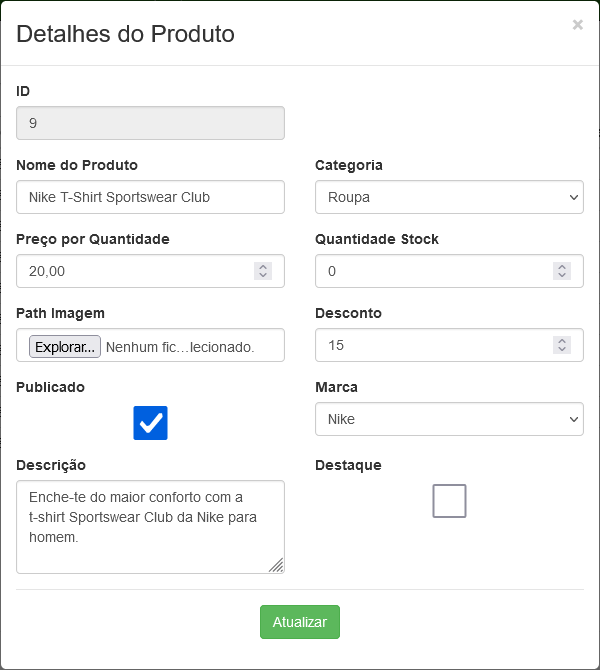 Detalhes do Produto
×
ID
9
Nome do Produto
Categoria
Nike T-Shirt Sportswear Club
Roupa
Preço por Quantidade
Quantidade Stock
20,00
0
Path Imagem
Desconto
Explorar... Nenhum fic…lecionado.
15
Publicado
Marca
Nike
Descrição
Destaque
Enche-te do maior conforto com a
t-shirt Sportswear Club da Nike para
homem.
Atualizar